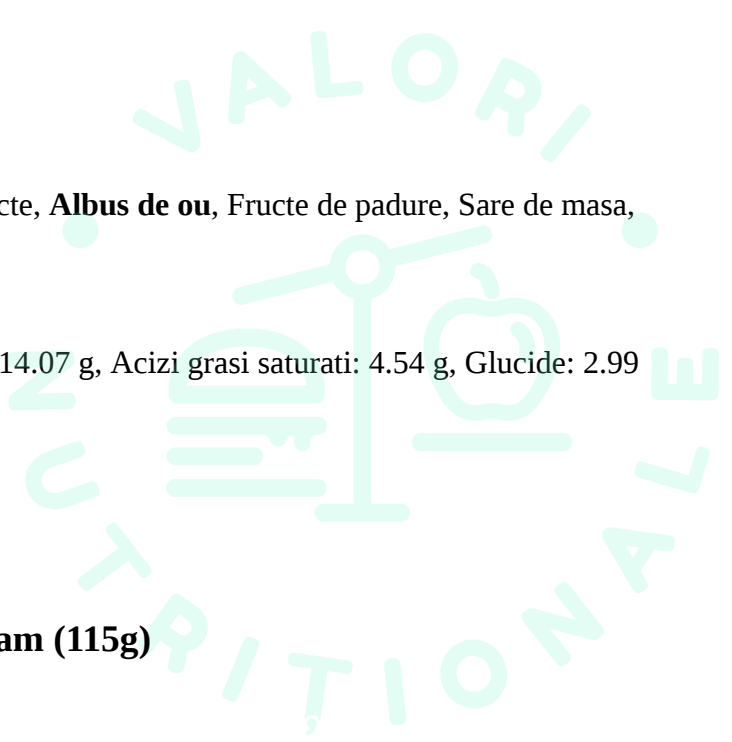 VALORI
cte, Albus de ou, Fructe de padure, Sare de masa,
14.07 g, Acizi grasi saturati: 4.54 g, Glucide: 2.99
am (115g)
NUTRITIONALE